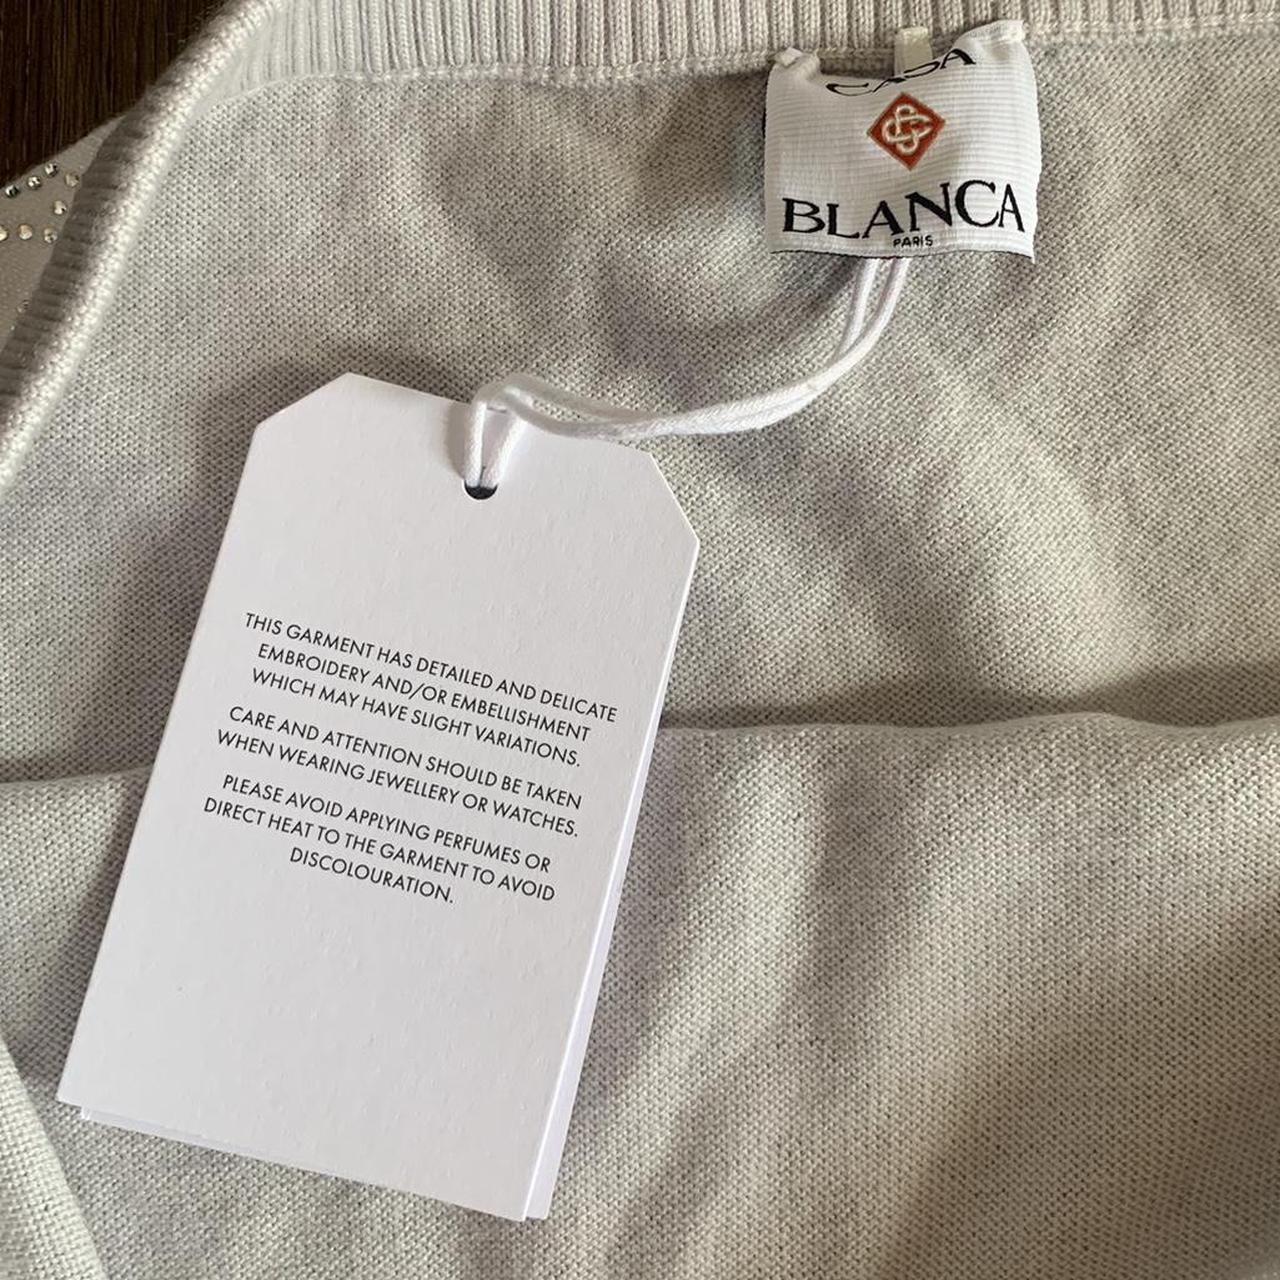 CASA
BLANCA
PARIS
THIS GARMENT HAS DETAILED AND DELICATE
EMBROIDERY AND/OR EMBELLISHMENT
WHICH MAY HAVE SLIGHT VARIATIONS.
CARE AND ATTENTION SHOULD BE TAKEN
WHEN WEARING JEWELLERY OR WATCHES.
PLEASE AVOID APPLYING PERFUMES OR
DIRECT HEAT TO THE GARMENT TO AVOID
DISCOLOURATION.